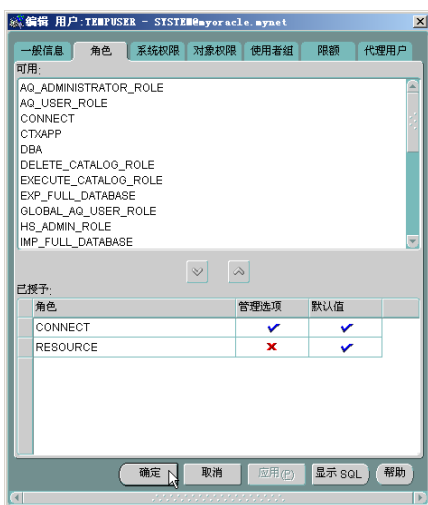 编辑 用户:TEMPUSER - SYSTEM@myoracle.mynet
一般信息 角色 系统权限 对象权限 使用者组 限额 代理用户
可用:
AQ_ADMINISTRATOR_ROLE
AQ_USER_ROLE
CONNECT
CTXAPP
DBA
DELETE_CATALOG_ROLE
EXECUTE_CATALOG_ROLE
EXP_FULL_DATABASE
GLOBAL_AQ_USER_ROLE
HS_ADMIN_ROLE
IMP_FULL_DATABASE
已授予:
角色 管理选项 默认值
CONNECT
RESOURCE
确定 取消 应用(P) 显示 SQL 帮助